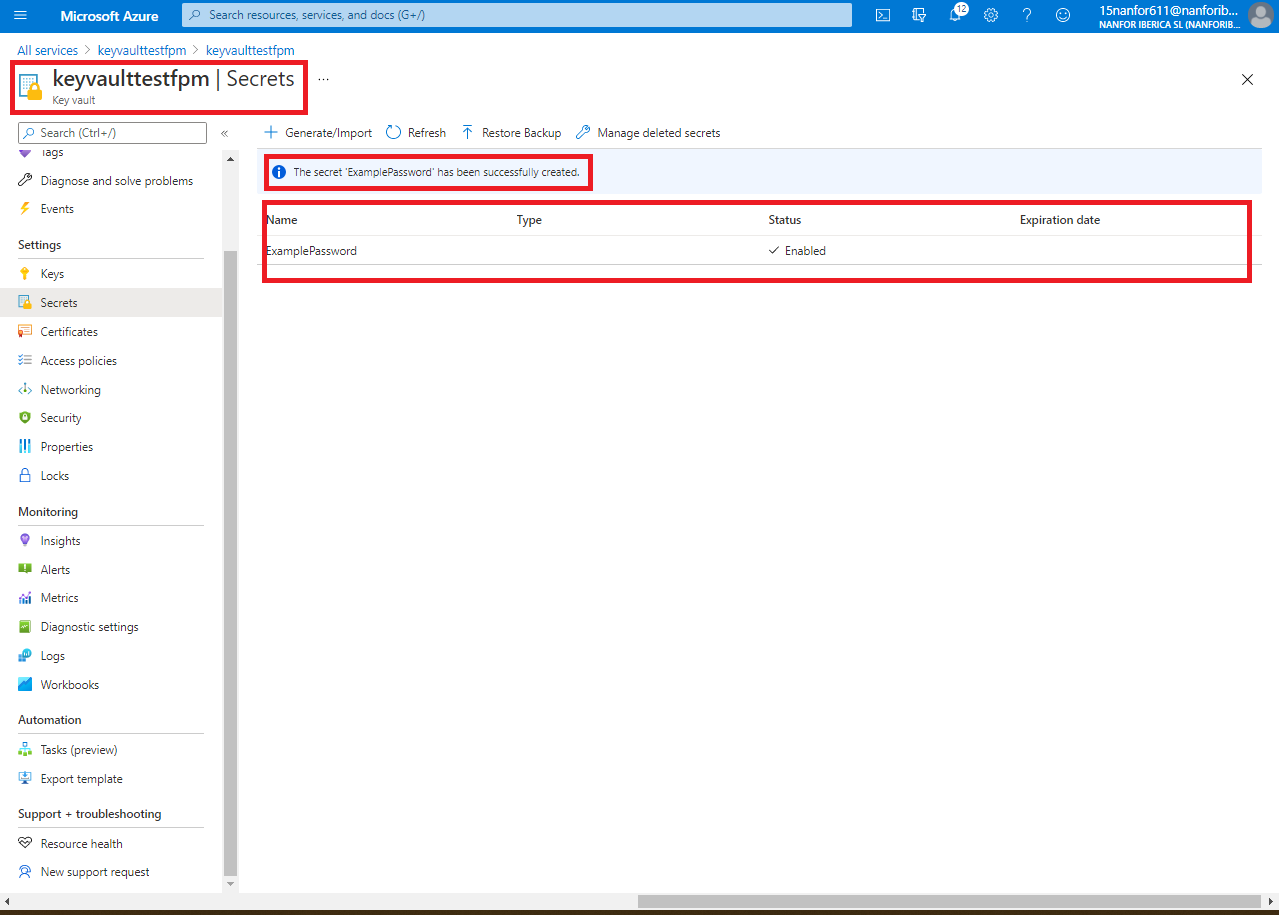 Microsoft Azure
Search resources, services, and docs (G+/)
12
15nanfor611@nanforib...
NANFOR IBERICA SL (NANFORIB...
All services > keyvaulttestfpm > keyvaulttestfpm
keyvaulttestfpm | Secrets ...
Key vault
Search (Ctrl+/)
«
Generate/Import
Refresh
Restore Backup
Manage deleted secrets
Tags
Diagnose and solve problems
Events
Settings
Keys
Secrets
Certificates
Access policies
Networking
Security
Properties
Locks
Monitoring
Insights
Alerts
Metrics
Diagnostic settings
Logs
Workbooks
Automation
Tasks (preview)
Export template
Support + troubleshooting
Resource health
New support request
The secret 'ExamplePassword' has been successfully created.
Name Type Status Expiration date
ExamplePassword Enabled